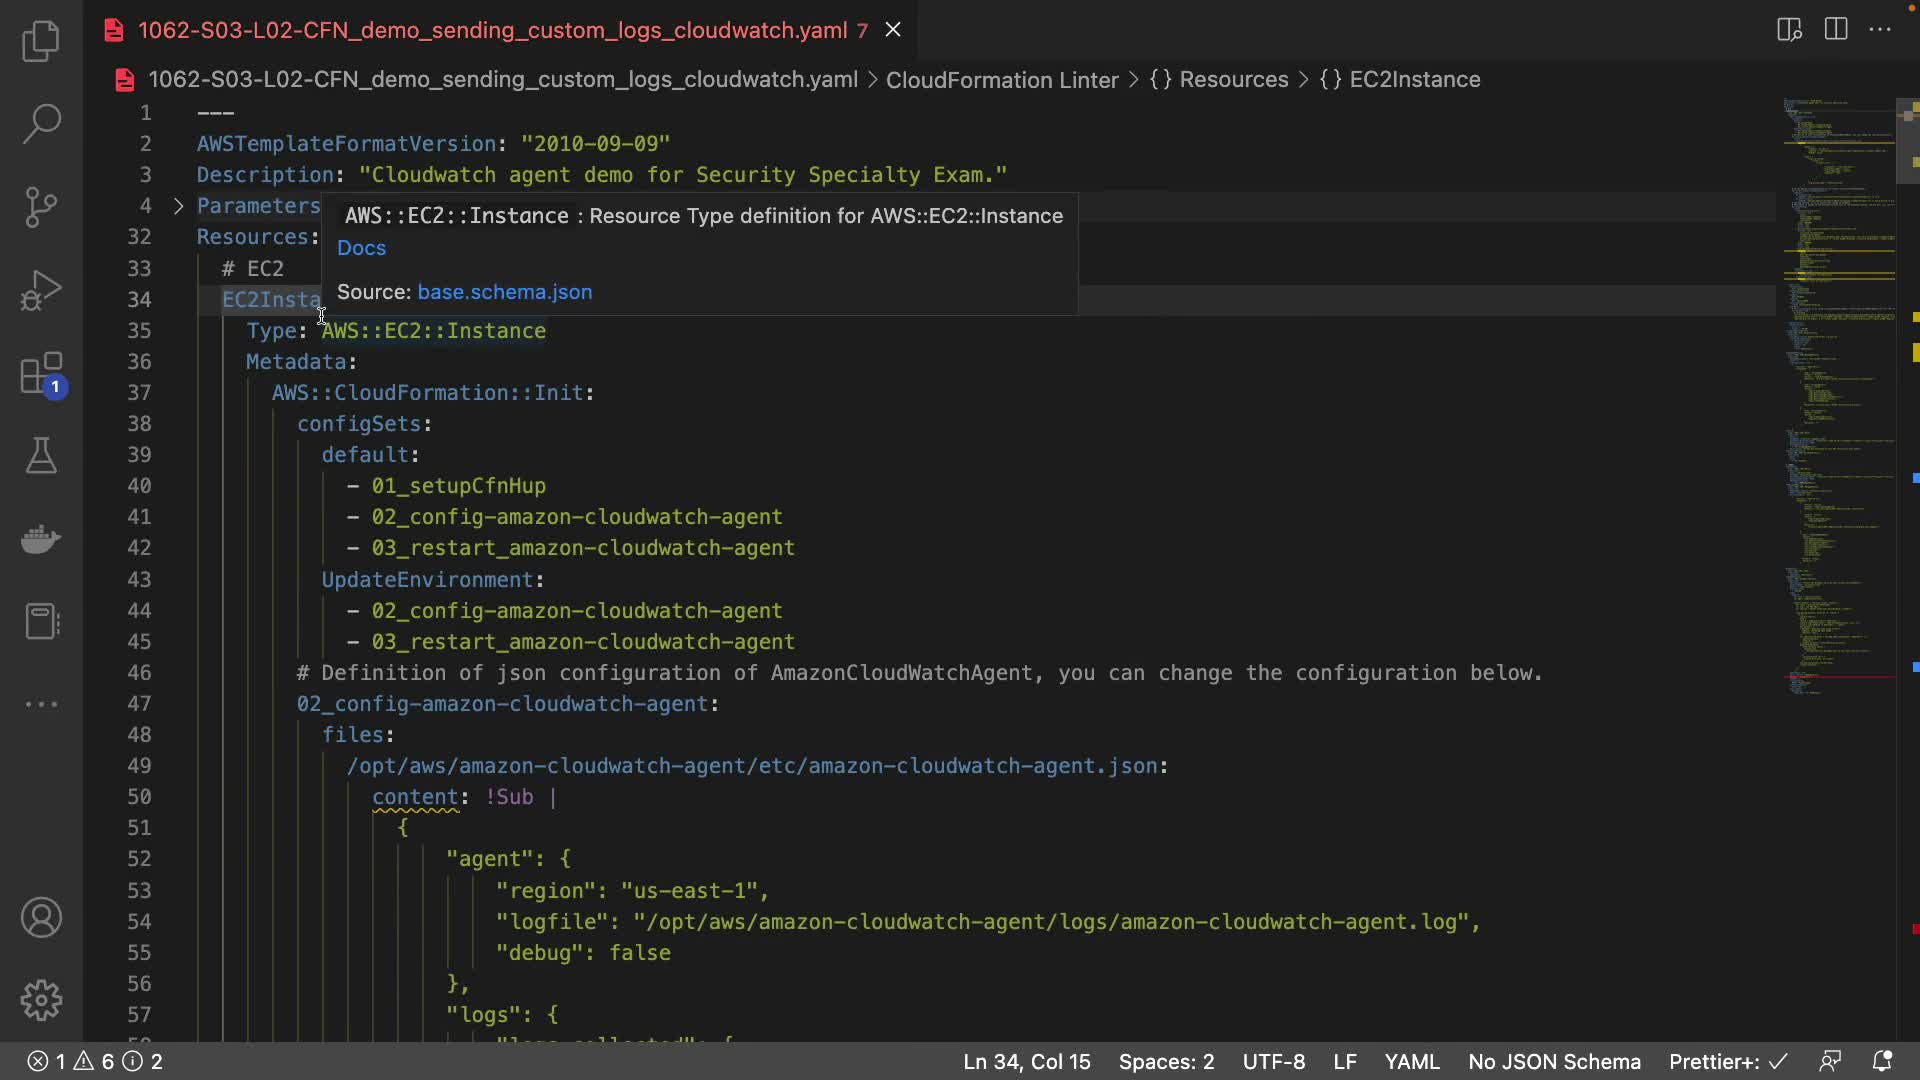 1062-S03-L02-CFN_demo_sending_custom_logs_cloudwatch.yaml 7
1062-S03-L02-CFN_demo_sending_custom_logs_cloudwatch.yaml > CloudFormation Linter > {} Resources > {} EC2Instance
1 ---
2 AWSTemplateFormatVersion: "2010-09-09"
3 Description: "Cloudwatch agent demo for Security Specialty Exam."
4 > Parameters
AWS::EC2::Instance : Resource Type definition for AWS::EC2::Instance
32 Resources:
Docs
33 # EC2
Source: base.schema.json
34 EC2Insta
35 Type: AWS::EC2::Instance
36 Metadata:
37 AWS::CloudFormation::Init:
38 configSets:
39 default:
40 - 01_setupCfnHup
41 - 02_config-amazon-cloudwatch-agent
42 - 03_restart_amazon-cloudwatch-agent
43 UpdateEnvironment:
44 - 02_config-amazon-cloudwatch-agent
45 - 03_restart_amazon-cloudwatch-agent
46 # Definition of json configuration of AmazonCloudWatchAgent, you can change the configuration below.
47 02_config-amazon-cloudwatch-agent:
48 files:
49 /opt/aws/amazon-cloudwatch-agent/etc/amazon-cloudwatch-agent.json:
50 content: !Sub |
51 {
52 "agent": {
53 "region": "us-east-1",
54 "logfile": "/opt/aws/amazon-cloudwatch-agent/logs/amazon-cloudwatch-agent.log",
55 "debug": false
56 },
57 "logs": {
1
1 6 2 Ln 34, Col 15 Spaces: 2 UTF-8 LF YAML No JSON Schema Prettier+: ✓